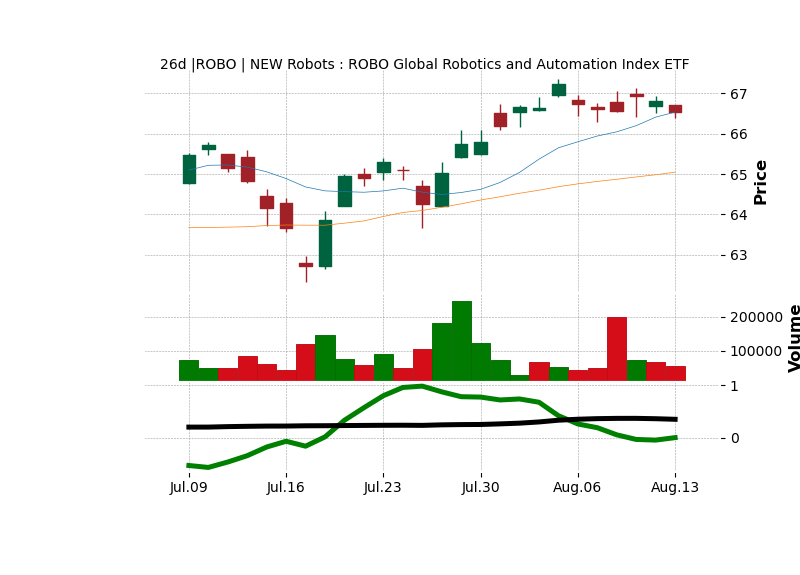 26d |ROBO | NEW Robots : ROBO Global Robotics and Automation Index ETF
67
66
65
64
63
Price
200000
100000
Volume
1
0
Jul.09 Jul.16 Jul.23 Jul.30 Aug.06 Aug.13